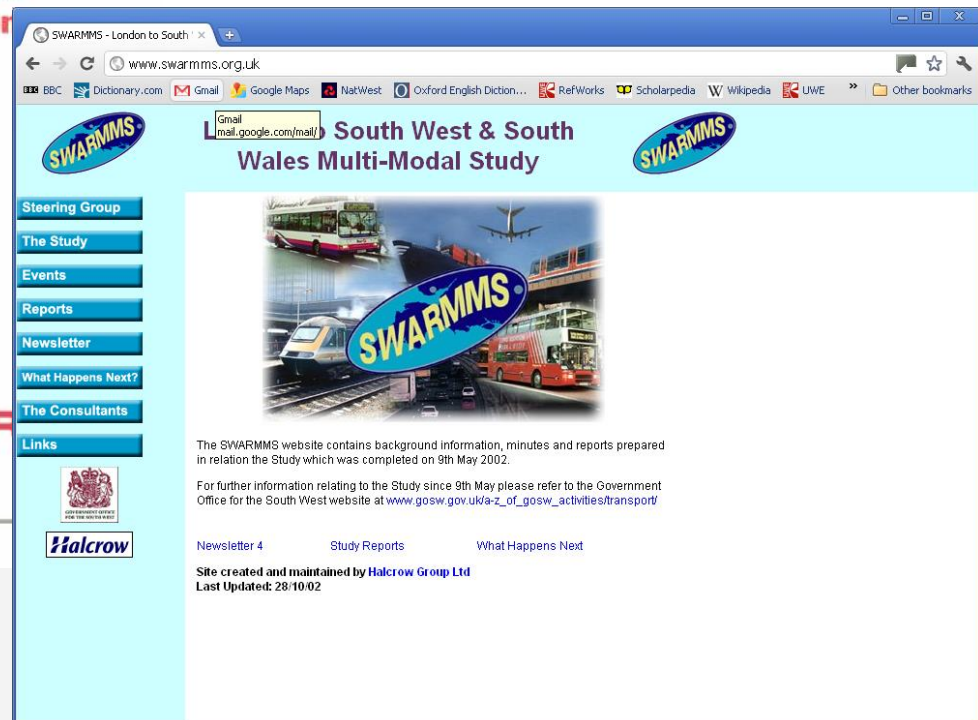 SWARMMS - London to South
www.swarmms.org.uk
BBC Dictionary.com Gmail Google Maps NatWest Oxford English Diction... RefWorks Scholarpedia Wikipedia UWE » Other bookmarks
Gmail
mail.google.com/mail/
SWARMMS
L o South West & South
Wales Multi-Modal Study
SWARMMS
Steering Group
The Study
Events
Reports
Newsletter
What Happens Next?
The Consultants
Links
GOVERNMENT OFFICE
FOR THE SOUTH WEST
Halcrow
SWARMMS
The SWARMMS website contains background information, minutes and reports prepared
in relation the Study which was completed on 9th May 2002.
For further information relating to the Study since 9th May please refer to the Government
Office for the South West website at www.gosw.gov.uk/a-z_of_gosw_activities/transport/
Newsletter 4 Study Reports What Happens Next
Site created and maintained by Halcrow Group Ltd
Last Updated: 28/10/02